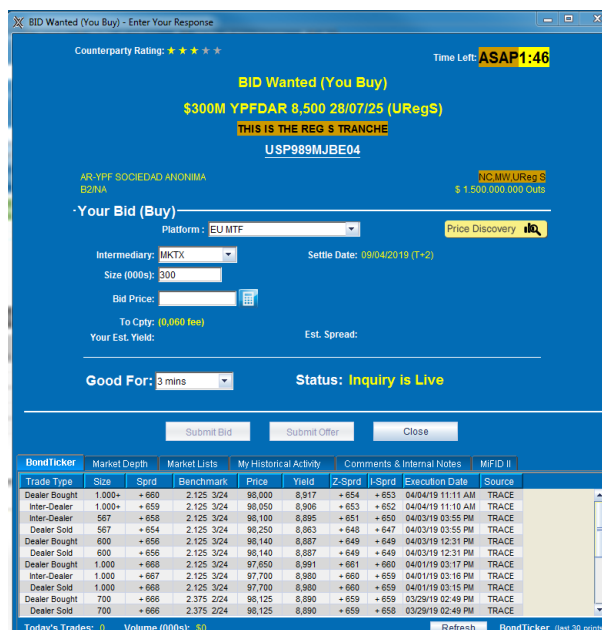 BID Wanted (You Buy) - Enter Your Response
Counterparty Rating: ★ ★ ★ ★ ★
Time Left: ASAP 1:46
BID Wanted (You Buy)
$300M YPFDAR 8,500 28/07/25 (URegS)
THIS IS THE REG S TRANCHE
USP989MJBE04
AR-YPF SOCIEDAD ANONIMA NC,MW,UReg S
B2/NA $ 1.500.000.000 Outs
Your Bid (Buy)
Platform : EU MTF Price Discovery
Intermediary: MKTX Settle Date: 09/04/2019 (T+2)
Size (000s): 300
Bid Price:
To Cpty: (0,060 fee)
Your Est. Yield: Est. Spread:
Good For: 3 mins Status: Inquiry is Live
Submit Bid Submit Offer Close
BondTicker Market Depth Market Lists My Historical Activity Comments & Internal Notes MiFID II
Trade Type Size Sprd Benchmark Price Yield Z-Sprd I-Sprd Execution Date Source
Dealer Bought 1.000+ + 660 2.125 3/24 98,000 8,917 + 654 + 653 04/04/19 11:11 AM TRACE
Inter-Dealer 1.000+ + 659 2.125 3/24 98,050 8,906 + 653 + 652 04/04/19 11:10 AM TRACE
Inter-Dealer 567 + 658 2.125 3/24 98,100 8,895 + 651 + 650 04/03/19 03:55 PM TRACE
Dealer Sold 567 + 654 2.125 3/24 98,250 8,863 + 648 + 647 04/03/19 03:55 PM TRACE
Dealer Bought 600 + 656 2.125 3/24 98,140 8,887 + 649 + 649 04/03/19 12:31 PM TRACE
Dealer Sold 600 + 656 2.125 3/24 98,140 8,887 + 649 + 649 04/03/19 12:31 PM TRACE
Dealer Bought 1.000 + 668 2.125 3/24 97,650 8,991 + 661 + 660 04/01/19 03:17 PM TRACE
Inter-Dealer 1.000 + 667 2.125 3/24 97,700 8,980 + 660 + 659 04/01/19 03:16 PM TRACE
Dealer Sold 1.000 + 666 2.125 3/24 97,700 8,980 + 660 + 659 04/01/19 03:15 PM TRACE
Dealer Bought 700 + 666 2.375 2/24 98,125 8,890 + 659 + 658 03/29/19 02:49 PM TRACE
Dealer Sold 700 + 666 2.375 2/24 98,125 8,890 + 659 + 658 03/29/19 02:49 PM TRACE
Today's Trades: 0 Volume (000s): $0 Refresh BondTicker (last 30 prints